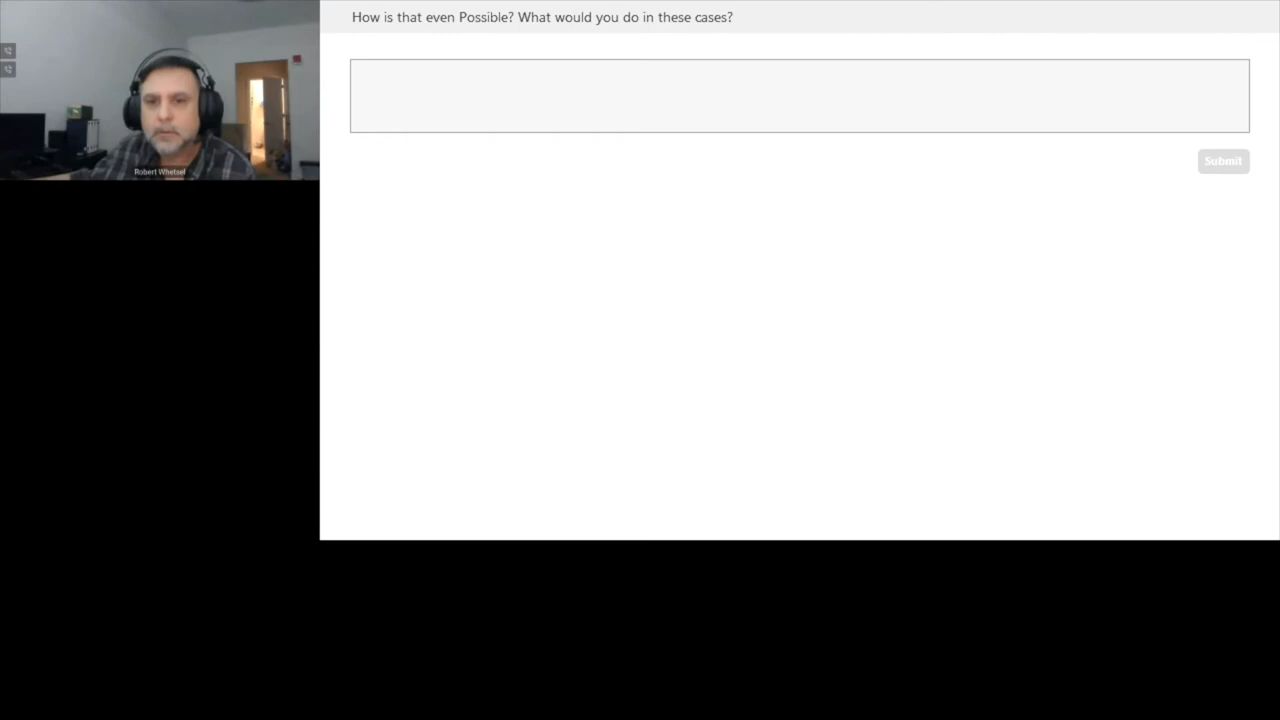 How is that even Possible? What would you do in these cases?
Submit
Robert Whetsel